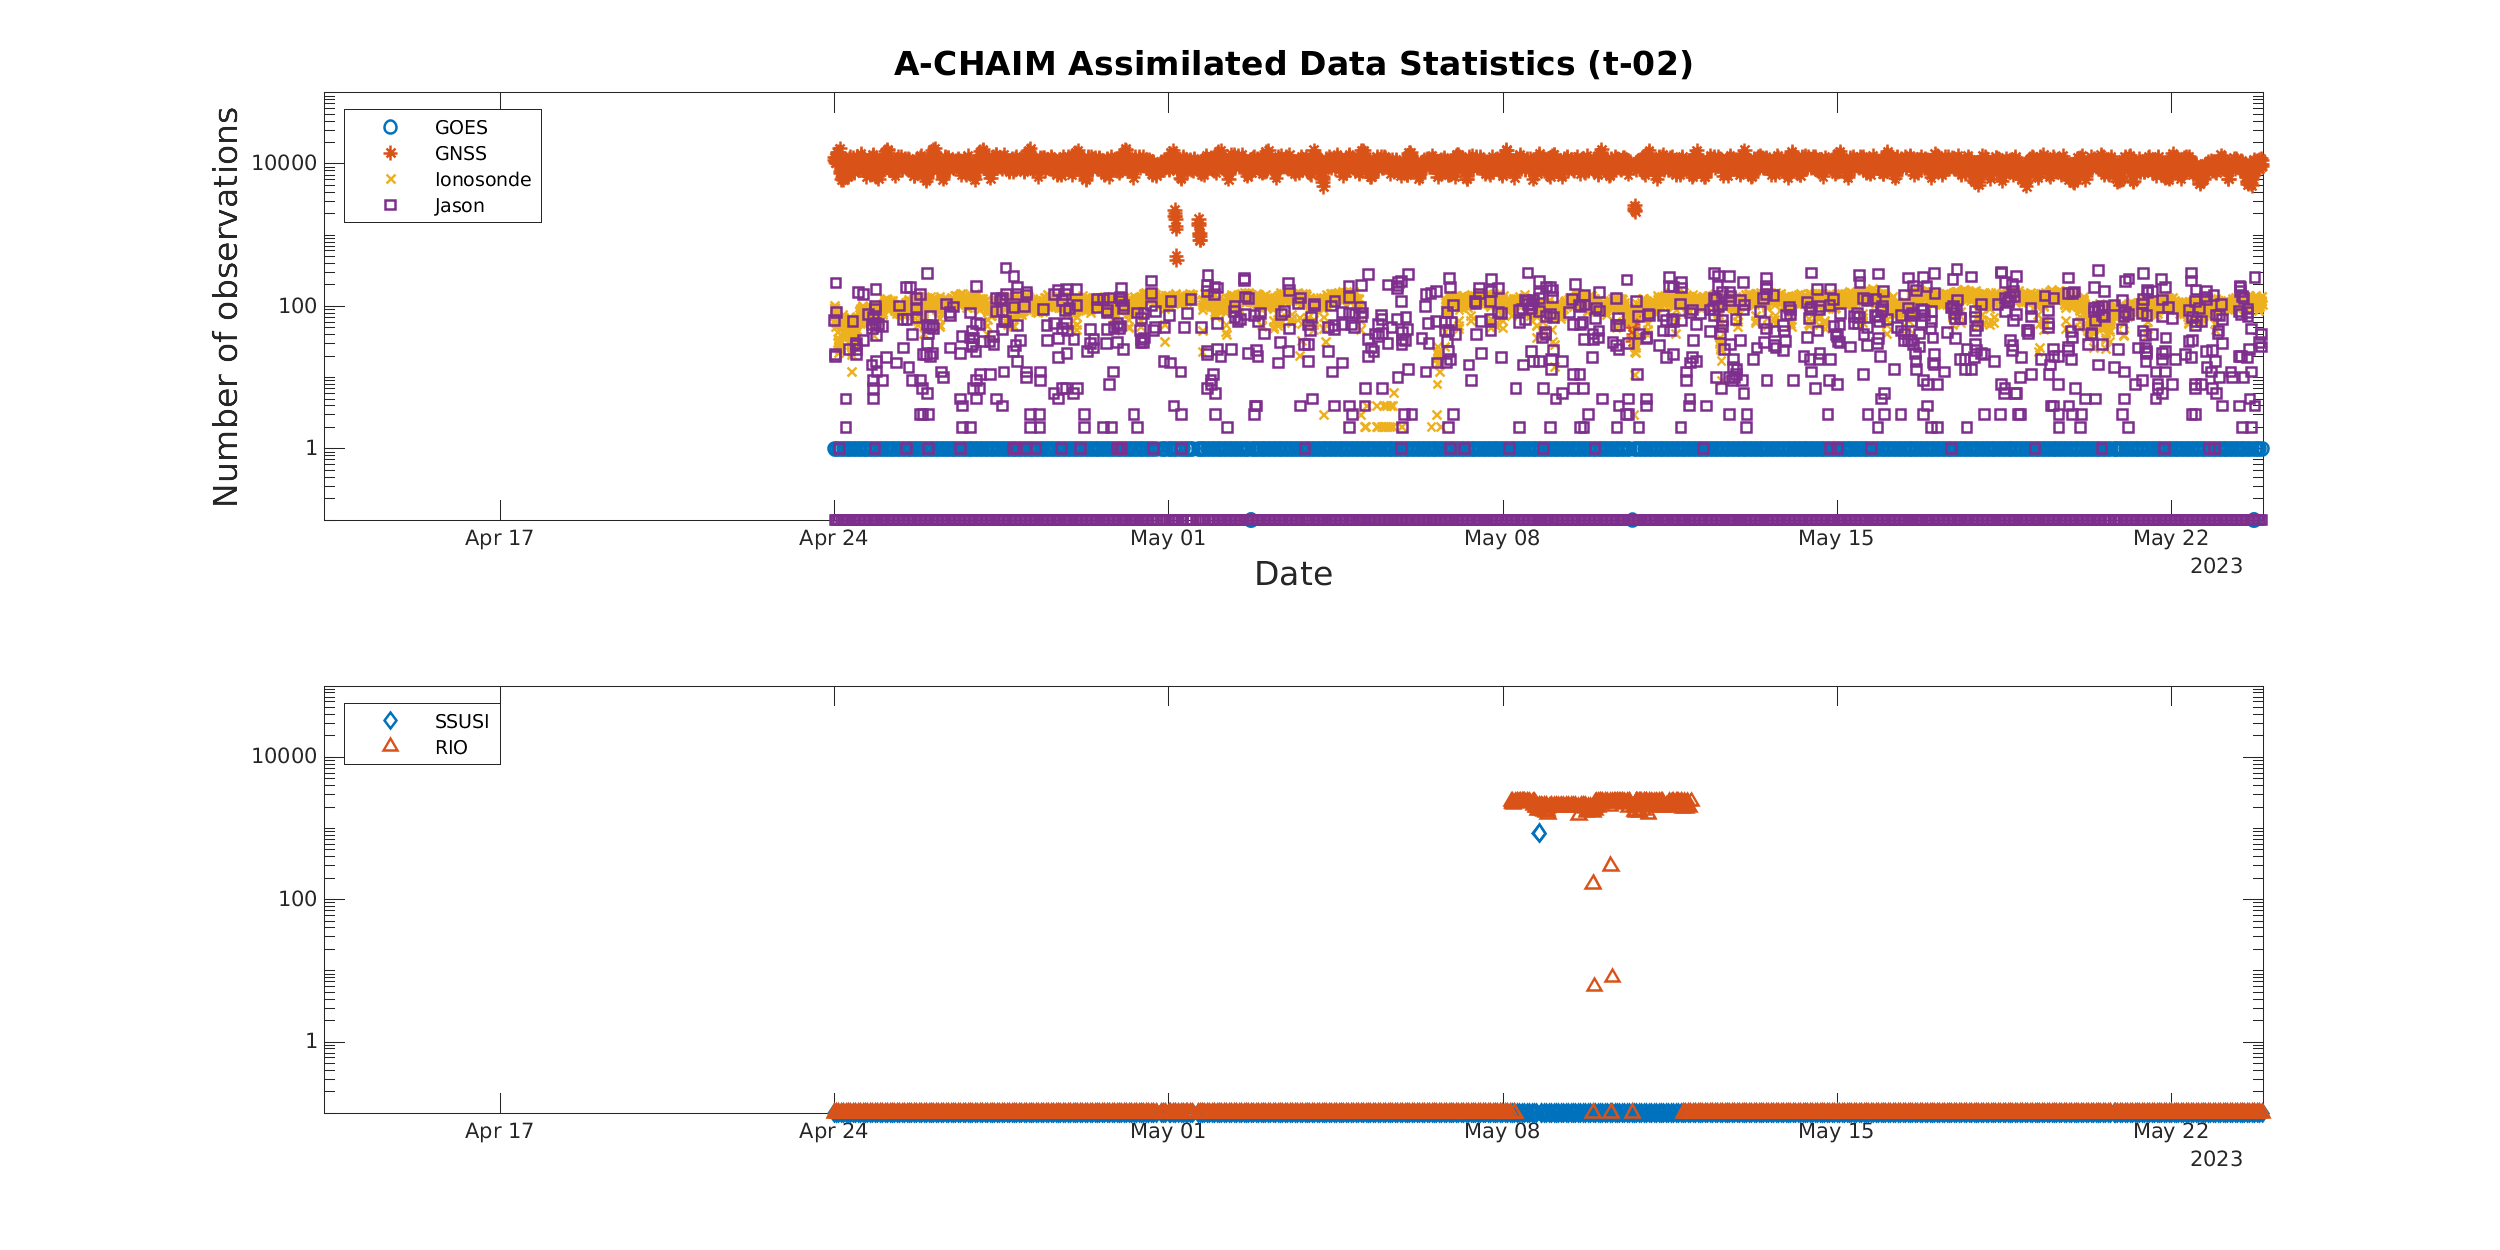 A-CHAIM Assimilated Data Statistics (t-02)
Number of observations
GOES
GNSS
Ionosonde
Jason
10000
100
1
Apr 17
Apr 24
May 01
May 08
May 15
May 22
2023
Date
SSUSI
RIO
10000
100
1
Apr 17
Apr 24
May 01
May 08
May 15
May 22
2023